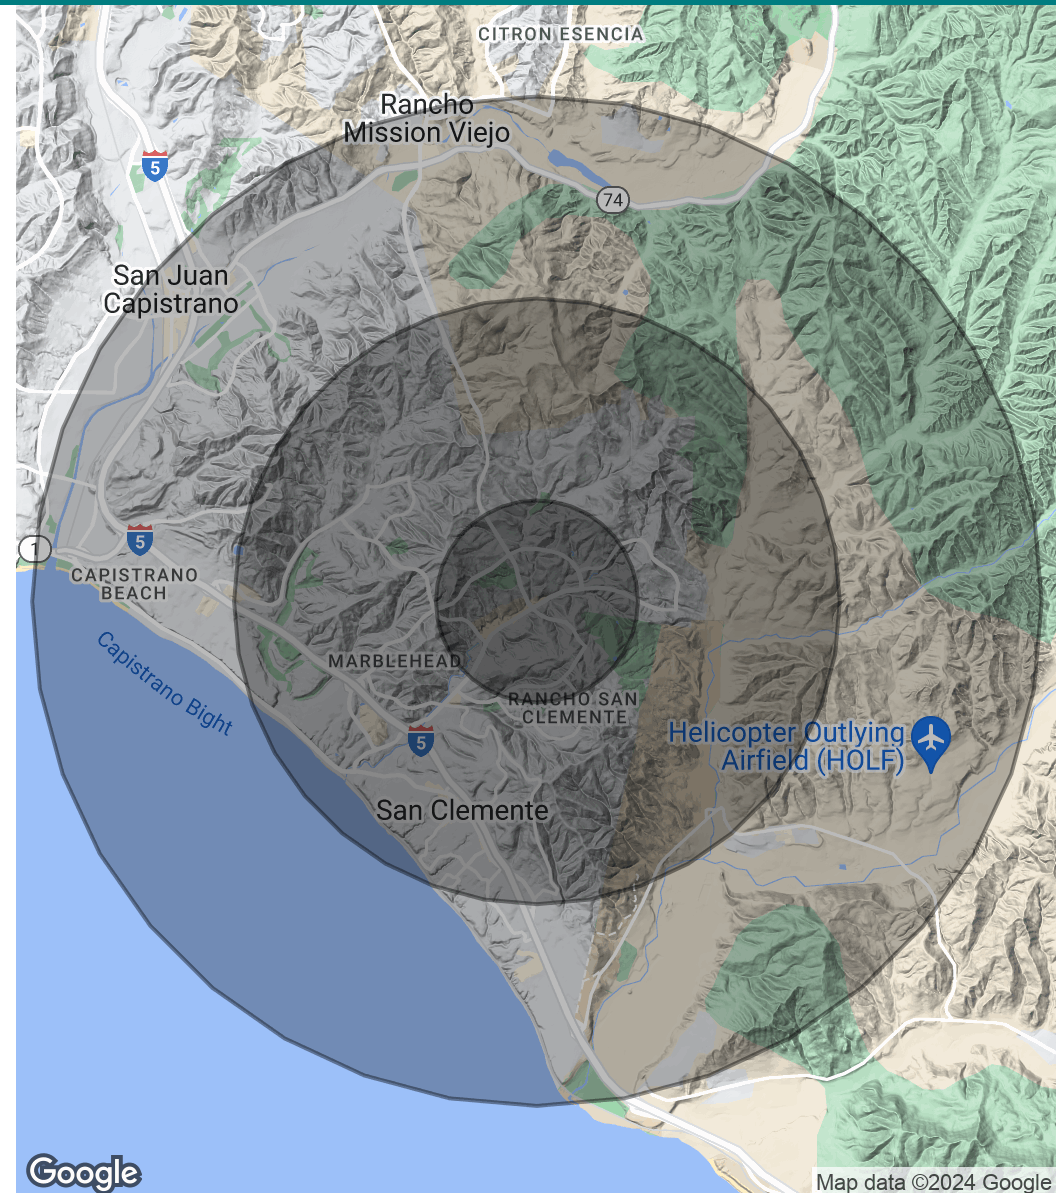 CITRON ESENCIA
Rancho
Mission Viejo
5
74
San Juan
Capistrano
5
1
CAPISTRANO
BEACH
Capistrano Bight
MARBLEHEAD
RANCHO SAN
CLEMENTE
5
Helicopter Outlying
Airfield (HOLF)
San Clemente
Google
Map data ©2024 Google